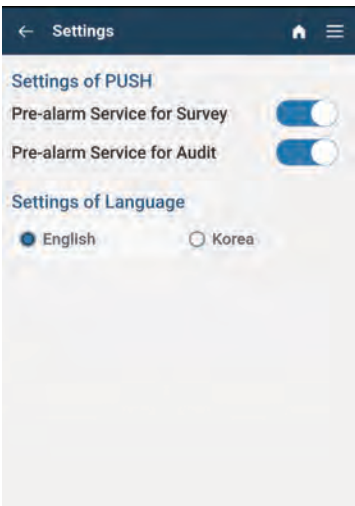 Settings
Settings of PUSH
Pre-alarm Service for Survey
Pre-alarm Service for Audit
Settings of Language
English Korea